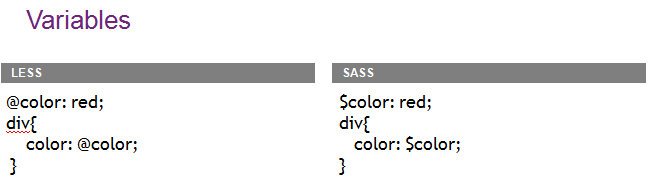 Variables
LESS
@color: red;
div{
color: @color;
}
SASS
$color: red;
div{
color: $color;
}